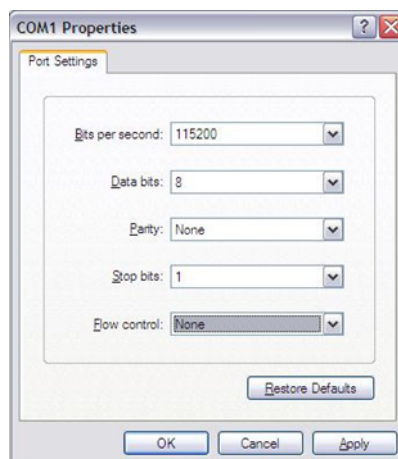 COM1 Properties
Port Settings
Bits per second: 115200
Data bits: 8
Parity: None
Stop bits: 1
Flow control: None
Restore Defaults
OK Cancel Apply